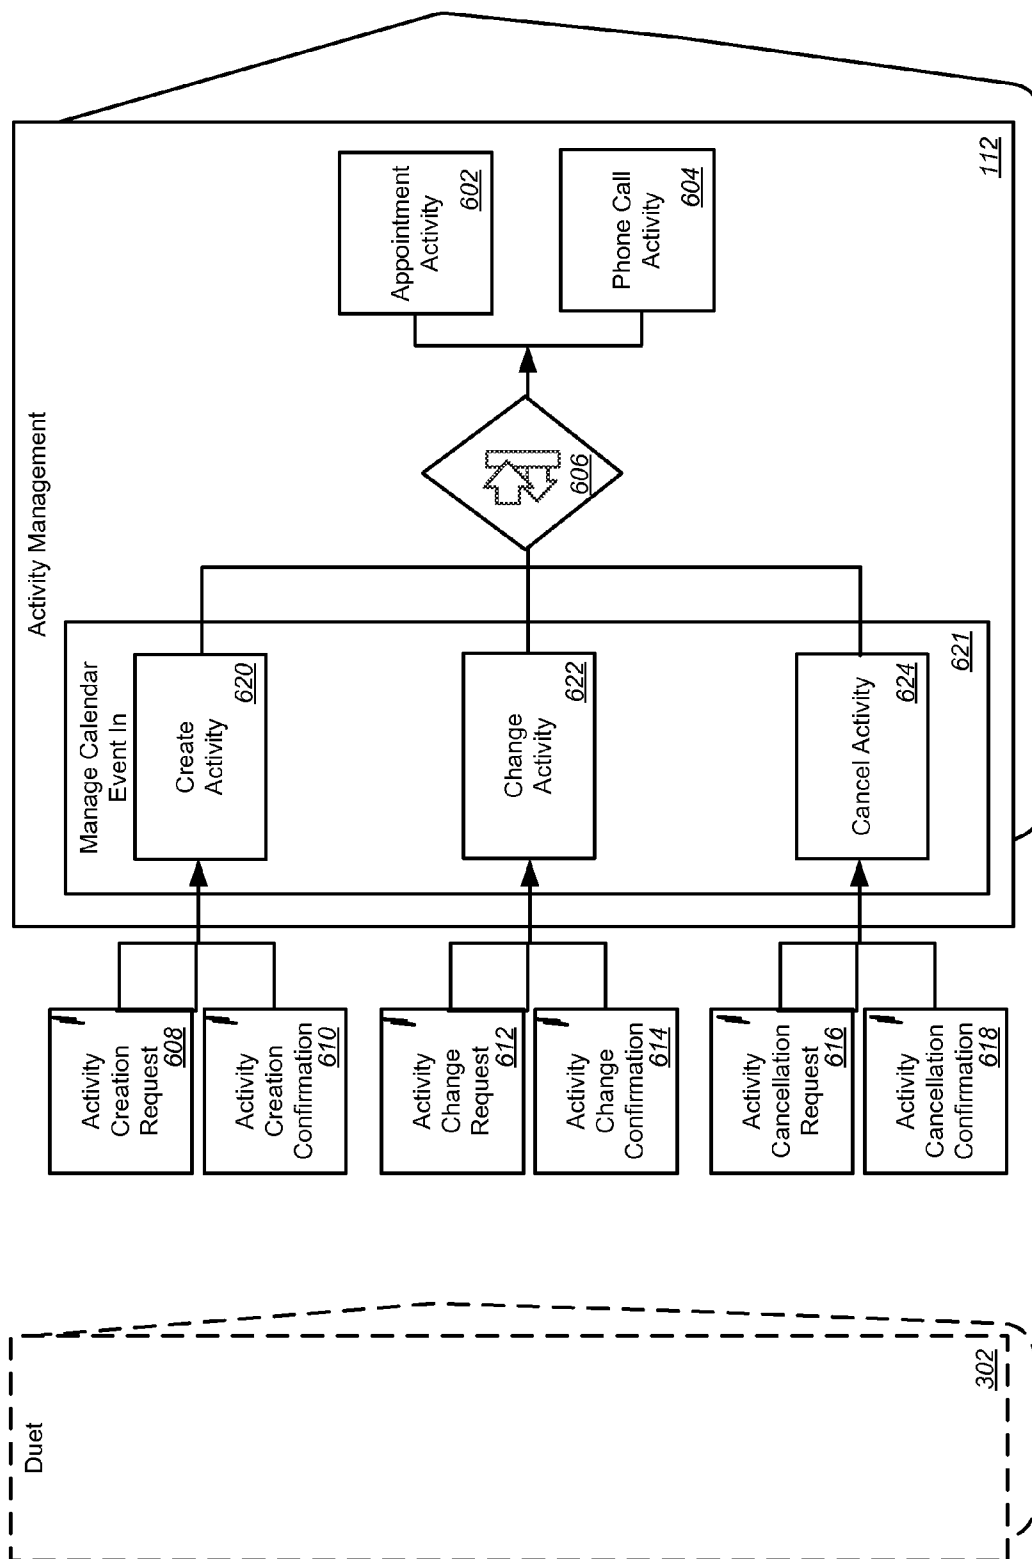 Duet
302
Activity
Creation
Request
608
Activity
Creation
Confirmation
610
Activity
Change
Request
612
Activity
Change
Confirmation
614
Activity
Cancellation
Request
616
Activity
Cancellation
Confirmation
618
Activity Management
Manage Calendar
Event In
Create
Activity
620
Change
Activity
622
Cancel Activity
624
621
606
Appointment
Activity
602
Phone Call
Activity
604
112